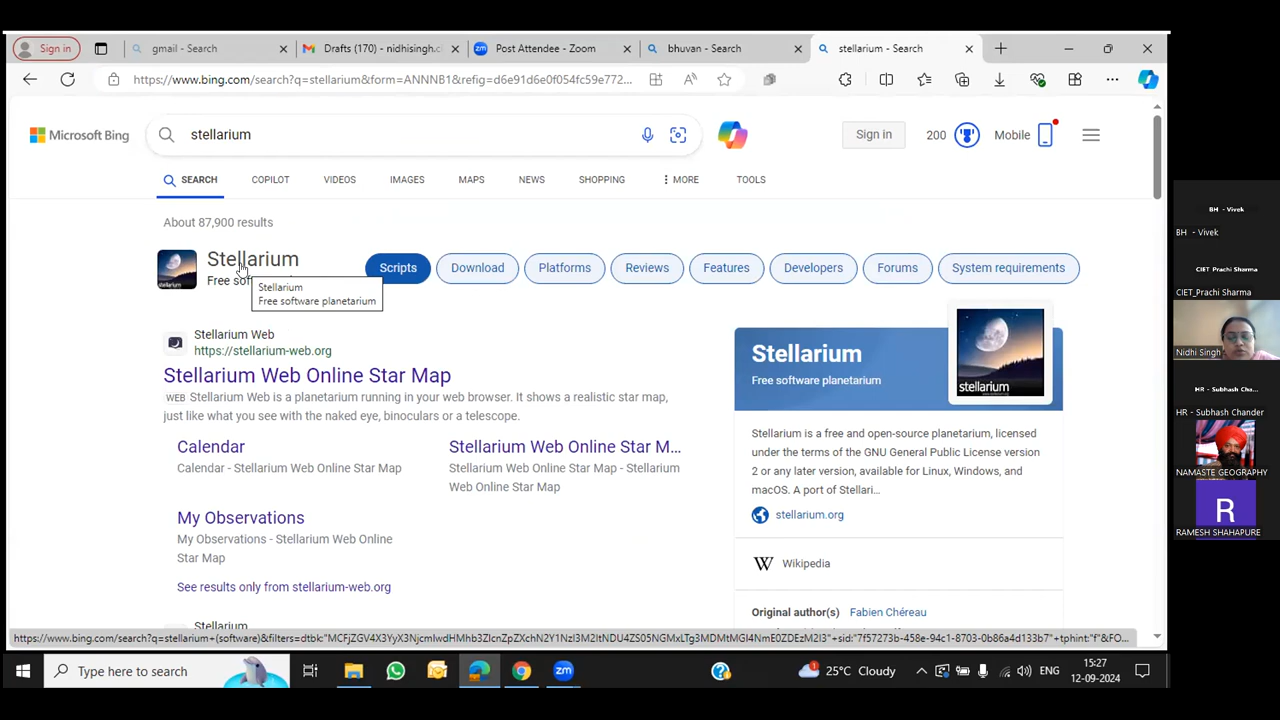 Sign in
gmail - Search
Drafts (170) - nidhisingh.c
Post Attendee - Zoom
bhuvan - Search
stellarium - Search
https://www.bing.com/search?q=stellarium&form=ANNNB1&refig=d6e91d6e0f054fc59e772...
Microsoft Bing
stellarium
Sign in
200
Mobile
SEARCH
COPILOT
VIDEOS
IMAGES
MAPS
NEWS
SHOPPING
MORE
TOOLS
About 87,900 results
Stellarium
Free
Scripts
Download
Platforms
Reviews
Features
Developers
Forums
System requirements
Stellarium
Free software planetarium
Stellarium Web
https://stellarium-web.org
Stellarium Web Online Star Map
WEB Stellarium Web is a planetarium running in your web browser. It shows a realistic star map,
just like what you see with the naked eye, binoculars or a telescope.
Calendar
Calendar - Stellarium Web Online Star Map
Stellarium Web Online Star M...
Stellarium Web Online Star Map - Stellarium
Web Online Star Map
My Observations
My Observations - Stellarium Web Online
Star Map
See results only from stellarium-web.org
Stellarium
Stellarium
Free software planetarium
stellarium
Stellarium is a free and open-source planetarium, licensed
under the terms of the GNU General Public License version
2 or any later version, available for Linux, Windows, and
macOS. A port of Stellari...
stellarium.org
Wikipedia
Original author(s) Fabien Chéreau
Type here to search
25°C Cloudy
ENG
15:27
12-09-2024
BH - Vivek
BH - Vivek
CIET_Prachi Sharma
CIET_Prachi Sharma
Nidhi Singh
HR - Subhash Cha...
HR - Subhash Chander
NAMASTE GEOGRAPHY
R
RAMESH SHAHAPURE